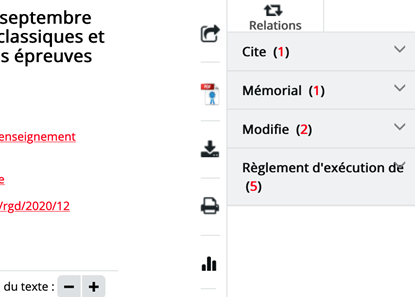 septembre
classiques et
s épreuves
enseignement
e
/rgd/2020/12
du texte :
PDF
Relations
Cite (1)
Mémorial (1)
Modifie (2)
Règlement d'exécution de
(5)